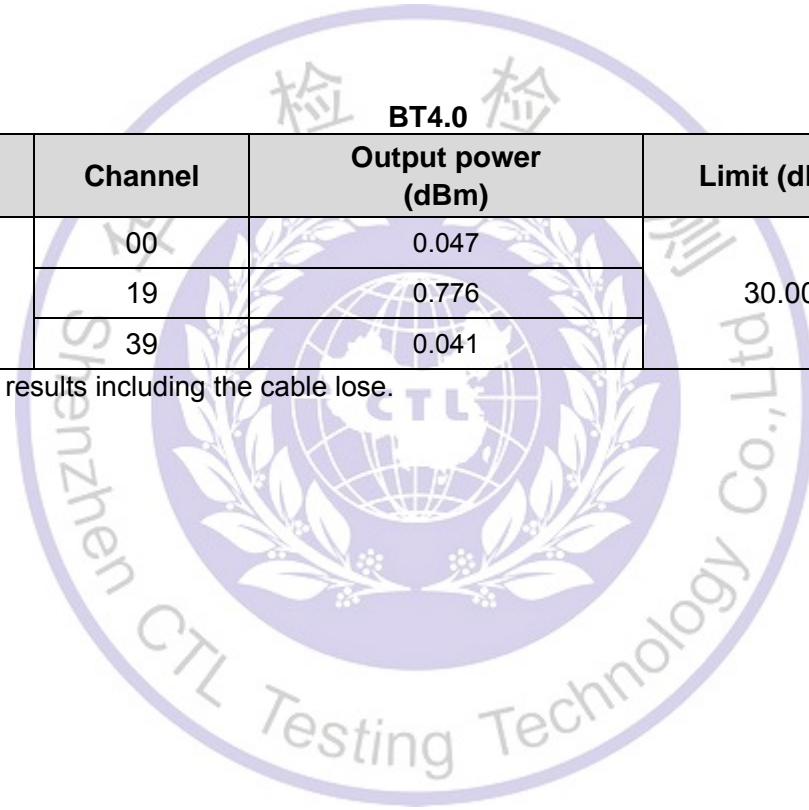 检 检
BT4.0
Channel Output power (dBm) Limit (d
00 0.047
19 0.776 30.00
39 0.041
results including the cable lose.
CTL
测
Shenzhen CTL Testing Technology Co., Ltd